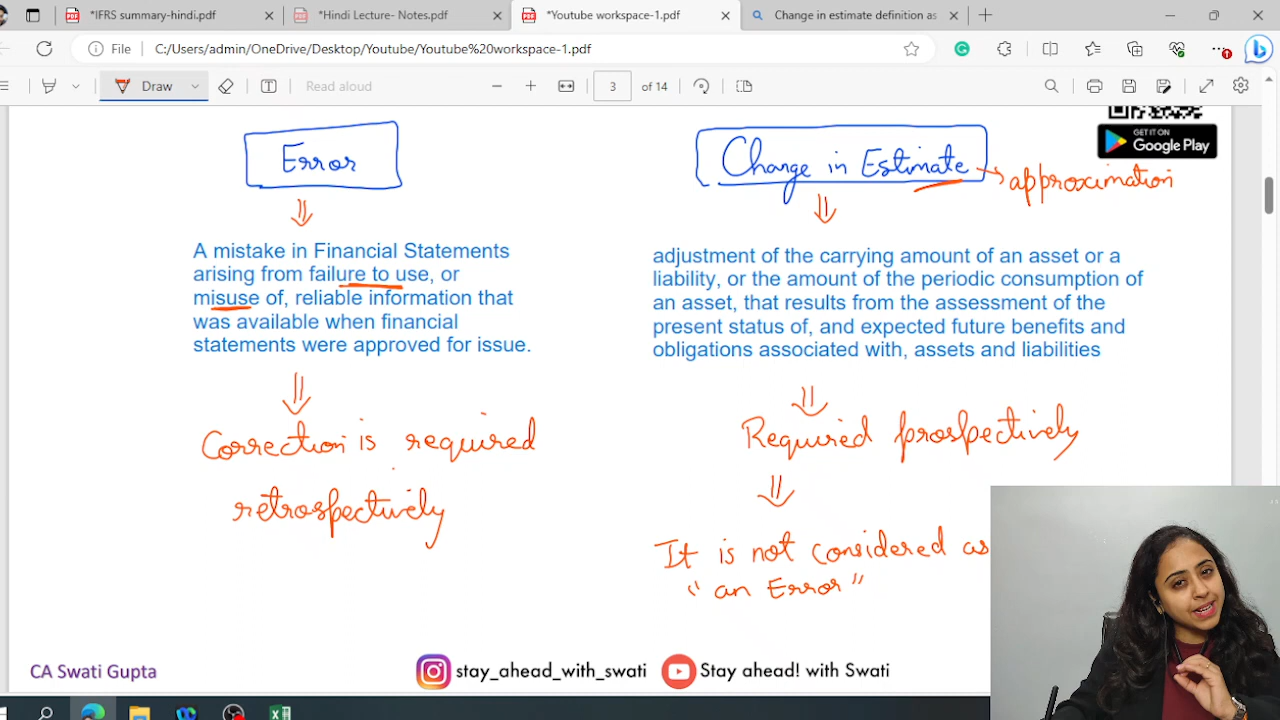 *IFRS summary-hindi.pdf
*Hindi Lecture- Notes.pdf
*Youtube workspace-1.pdf
Change in estimate definition as
File
C:/Users/admin/OneDrive/Desktop/Youtube/Youtube%20workspace-1.pdf
Draw
Read aloud
3
of 14
GET IT ON
Google Play
Error
Change in Estimate
approximation
A mistake in Financial Statements
arising from failure to use, or
misuse of, reliable information that
was available when financial
statements were approved for issue.
adjustment of the carrying amount of an asset or a
liability, or the amount of the periodic consumption of
an asset, that results from the assessment of the
present status of, and expected future benefits and
obligations associated with, assets and liabilities
Correction is required
retrospectively
Required prospectively
It is not considered as
"an Error"
CA Swati Gupta
stay_ahead_with_swati
Stay ahead! with Swati